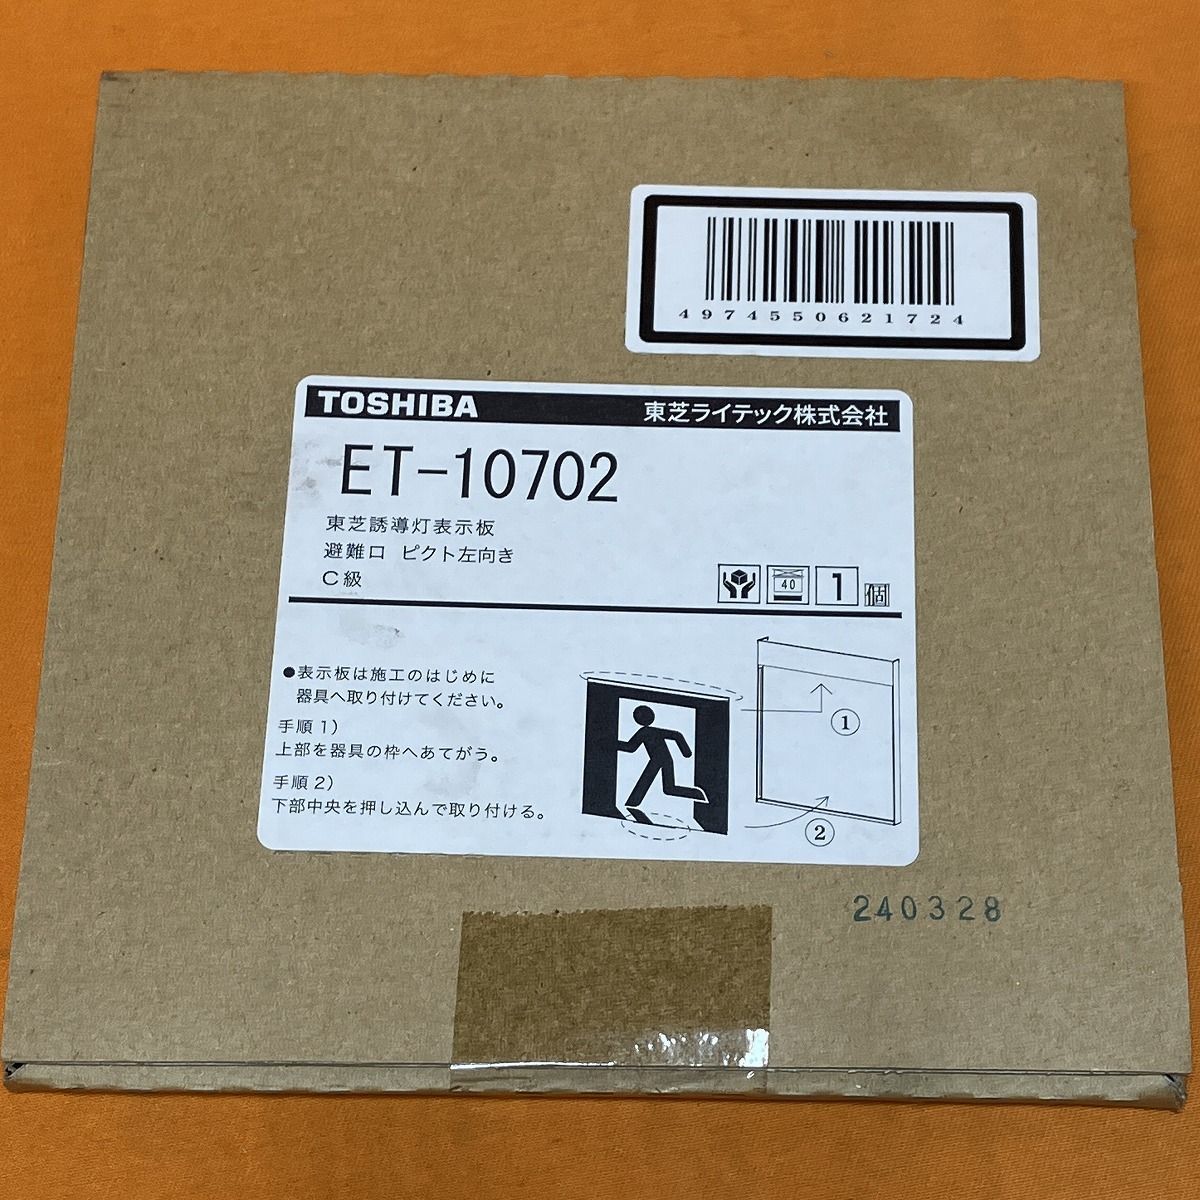 4974550621724
TOSHIBA 東芝ライテック株式会社
ET-10702
東芝誘導灯表示板
避難口 ピクト左向き
C級
40 1個
●表示板は施工のはじめに
器具へ取り付けてください。
手順1)
上部を器具の枠へあてがう。
手順2)
下部中央を押し込んで取り付ける。
①
②
240328